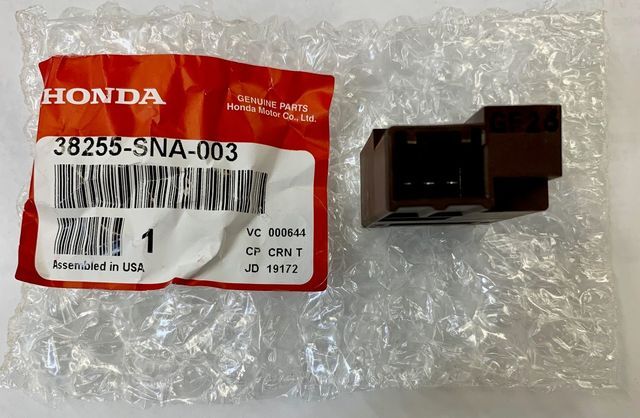 HONDA
GENUINE PARTS
Honda Motor Co., Ltd.
38255-SNA-003
1
VC 000644
CP CRN T
JD 19172
Assembled in USA
GF26